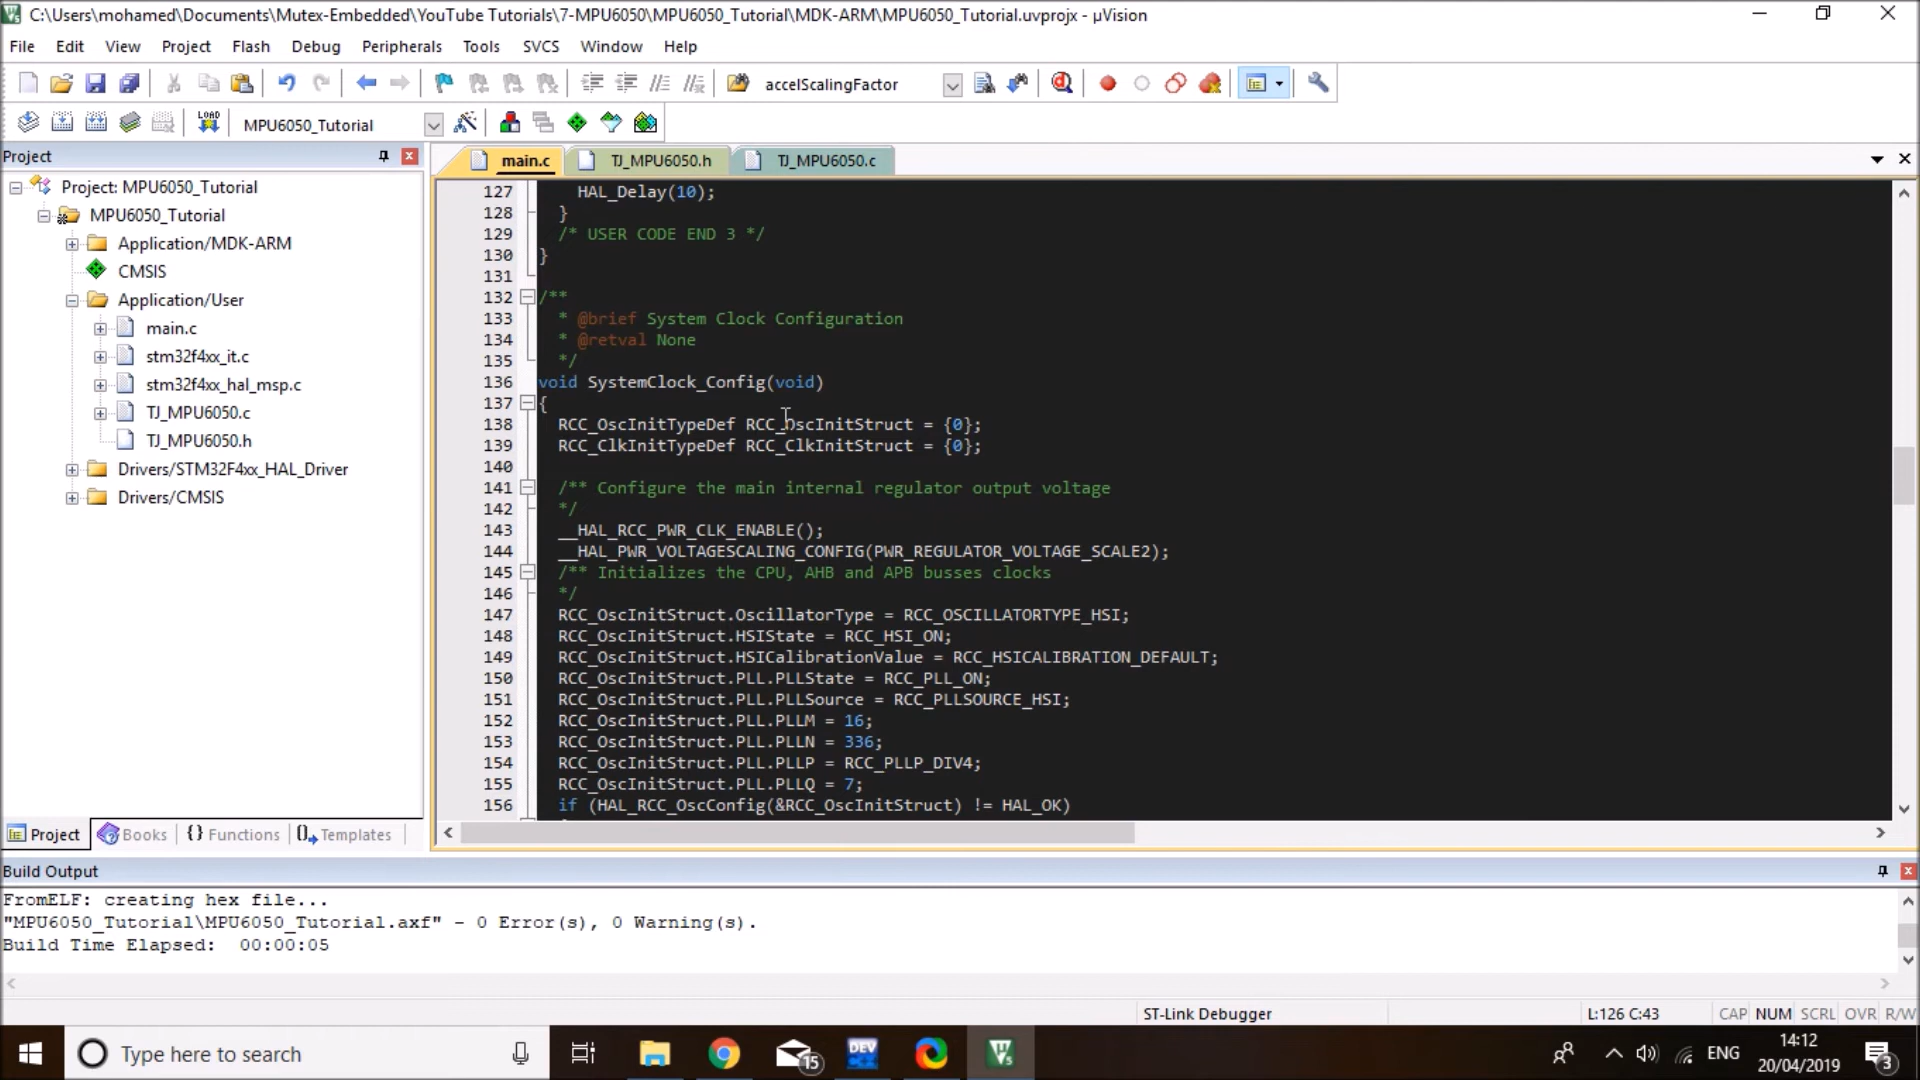 C:\Users\mohamed\Documents\Mutex-Embedded\YouTube Tutorials\7-MPU6050\MPU6050_Tutorial\MDK-ARM\MPU6050_Tutorial.uvprojx - µVision
File Edit View Project Flash Debug Peripherals Tools SVCS Window Help
accelScalingFactor
LOAD MPU6050_Tutorial
Project
main.c TJ_MPU6050.h TJ_MPU6050.c
Project: MPU6050_Tutorial
MPU6050_Tutorial
Application/MDK-ARM
CMSIS
Application/User
main.c
stm32f4xx_it.c
stm32f4xx_hal_msp.c
TJ_MPU6050.c
TJ_MPU6050.h
Drivers/STM32F4xx_HAL_Driver
Drivers/CMSIS
Project Books {} Functions Templates
127 HAL_Delay(10);
128 }
129 /* USER CODE END 3 */
130 }
131
132 /**
133 * @brief System Clock Configuration
134 * @retval None
135 */
136 void SystemClock_Config(void)
137 {
138 RCC_OscInitTypeDef RCC_OscInitStruct = {0};
139 RCC_ClkInitTypeDef RCC_ClkInitStruct = {0};
140
141 /** Configure the main internal regulator output voltage
142 */
143 __HAL_RCC_PWR_CLK_ENABLE();
144 __HAL_PWR_VOLTAGESCALING_CONFIG(PWR_REGULATOR_VOLTAGE_SCALE2);
145 /** Initializes the CPU, AHB and APB busses clocks
146 */
147 RCC_OscInitStruct.OscillatorType = RCC_OSCILLATORTYPE_HSI;
148 RCC_OscInitStruct.HSIState = RCC_HSI_ON;
149 RCC_OscInitStruct.HSICalibrationValue = RCC_HSICALIBRATION_DEFAULT;
150 RCC_OscInitStruct.PLL.PLLState = RCC_PLL_ON;
151 RCC_OscInitStruct.PLL.PLLSource = RCC_PLLSOURCE_HSI;
152 RCC_OscInitStruct.PLL.PLLM = 16;
153 RCC_OscInitStruct.PLL.PLLN = 336;
154 RCC_OscInitStruct.PLL.PLLP = RCC_PLLP_DIV4;
155 RCC_OscInitStruct.PLL.PLLQ = 7;
156 if (HAL_RCC_OscConfig(&RCC_OscInitStruct) != HAL_OK)
Build Output
FromELF: creating hex file...
"MPU6050_Tutorial\MPU6050_Tutorial.axf" - 0 Error(s), 0 Warning(s).
Build Time Elapsed: 00:00:05
ST-Link Debugger L:126 C:43 CAP NUM SCRL OVR R/W
Type here to search
15
DEV
ENG
14:12
20/04/2019
3